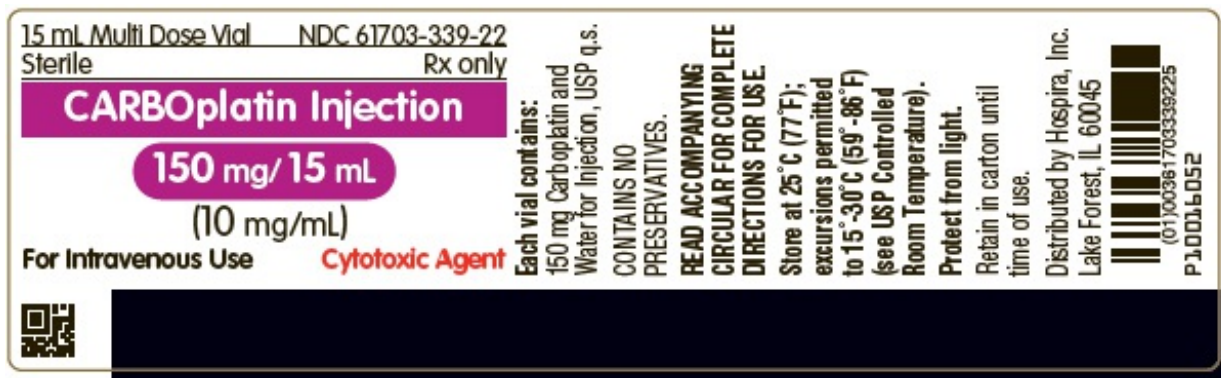 15 mL Multi Dose Vial NDC 61703-339-22
Sterile Rx only
CARBOplatin Injection
150 mg/ 15 mL
(10 mg/mL)
For Intravenous Use Cytotoxic Agent
Each vial contains:
150 mg Carboplatin and
Water for Injection, USP q.s.
CONTAINS NO
PRESERVATIVES.
READ ACCOMPANYING
CIRCULAR FOR COMPLETE
DIRECTIONS FOR USE.
Store at 25°C (77°F);
excursions permitted
to 15°-30°C (59°-86°F)
(see USP Controlled
Room Temperature).
Protect from light.
Retain in carton until
time of use.
Distributed by Hospira, Inc.
Lake Forest, IL 60045
(01)00361703339225
P10016052